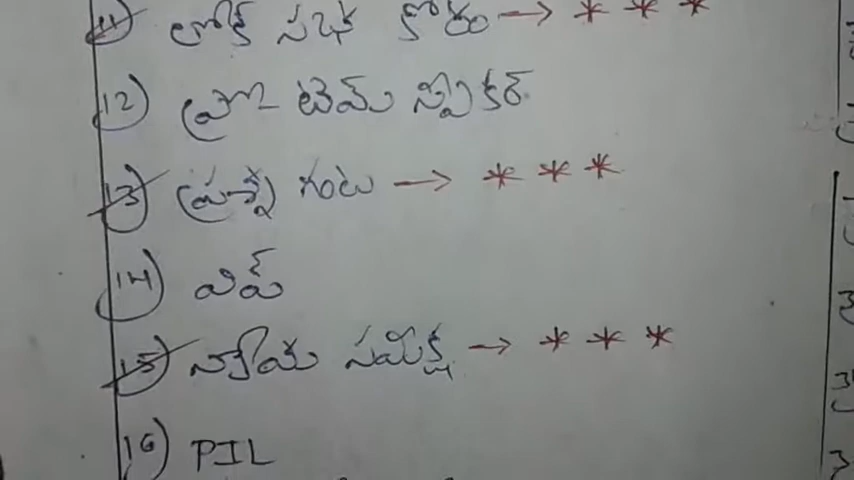 11) లోక్ సభ కోరం → * * *
12) ప్రో టెమ్ స్పీకర్
13) ప్రశ్న గంట → * * *
14) విప్
15) న్యాయ సమీక్ష → * * *
16) PIL